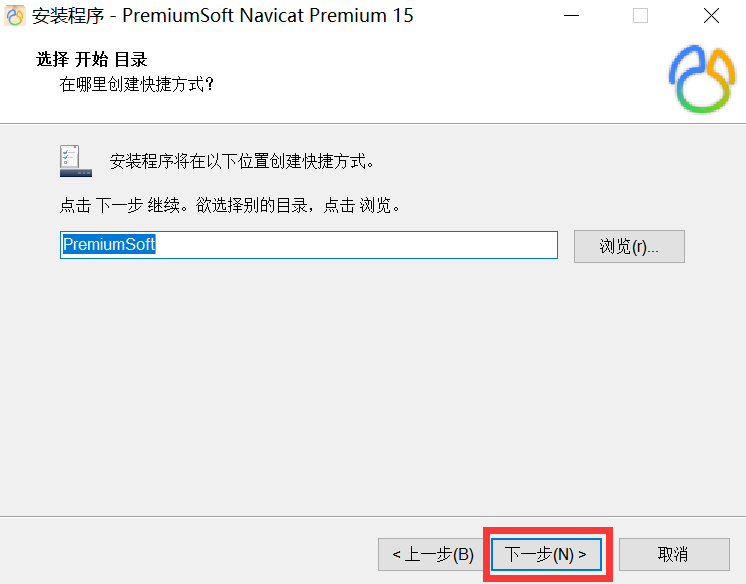 安装程序 - PremiumSoft Navicat Premium 15
选择 开始 目录
在哪里创建快捷方式?
安装程序将在以下位置创建快捷方式。
点击 下一步 继续。欲选择别的目录，点击 浏览。
PremiumSoft
浏览(r)...
< 上一步(B)
下一步(N) >
取消